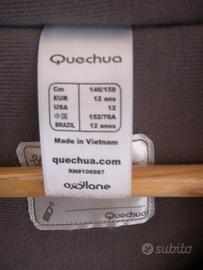 Quechua
Cm 146/158
EUR 12 ans
USA 12
中国 152/76A
BRAZIL 12 anos
Made in Vietnam
quechua.com
RN#106987
oxylane
Quechua
subito